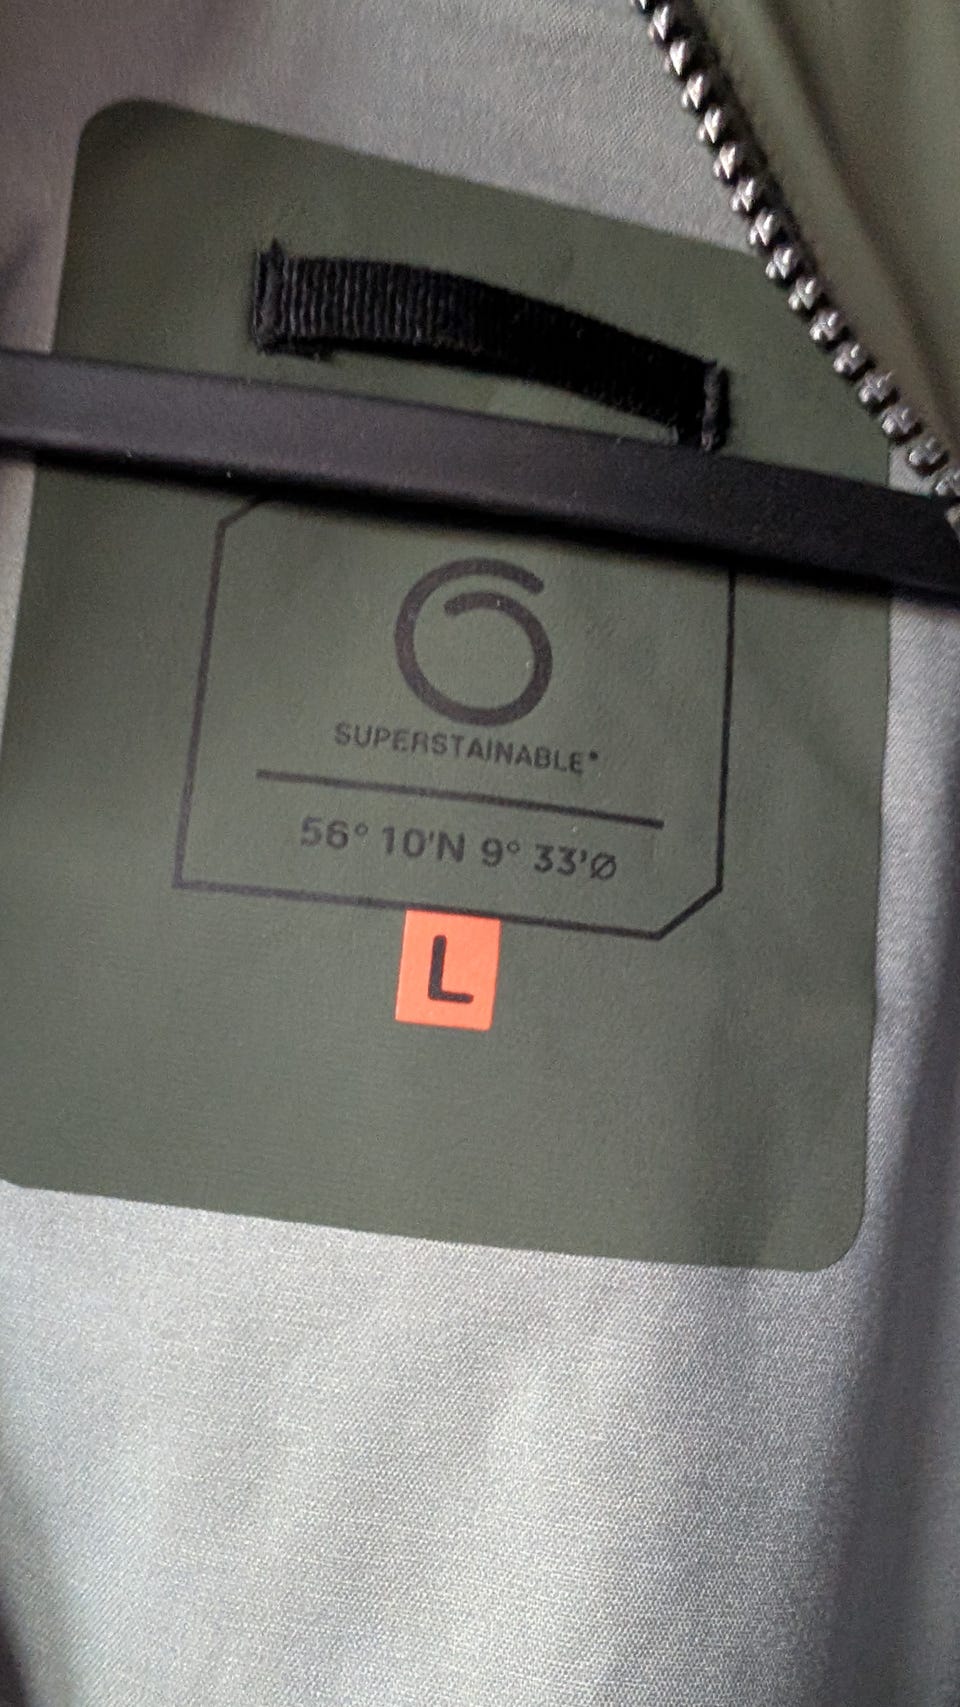 SUPERSTAINABLE®
56° 10'N 9° 33'Ø
L